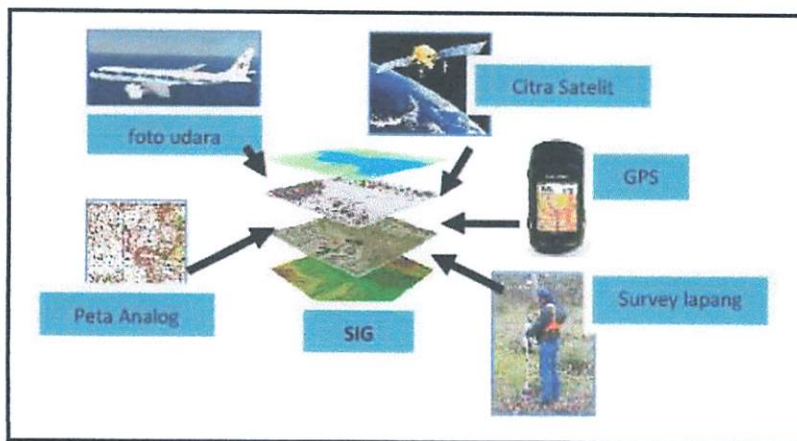 foto udara
Citra Satelit
GPS
Peta Analog
SIG
Survey lapang